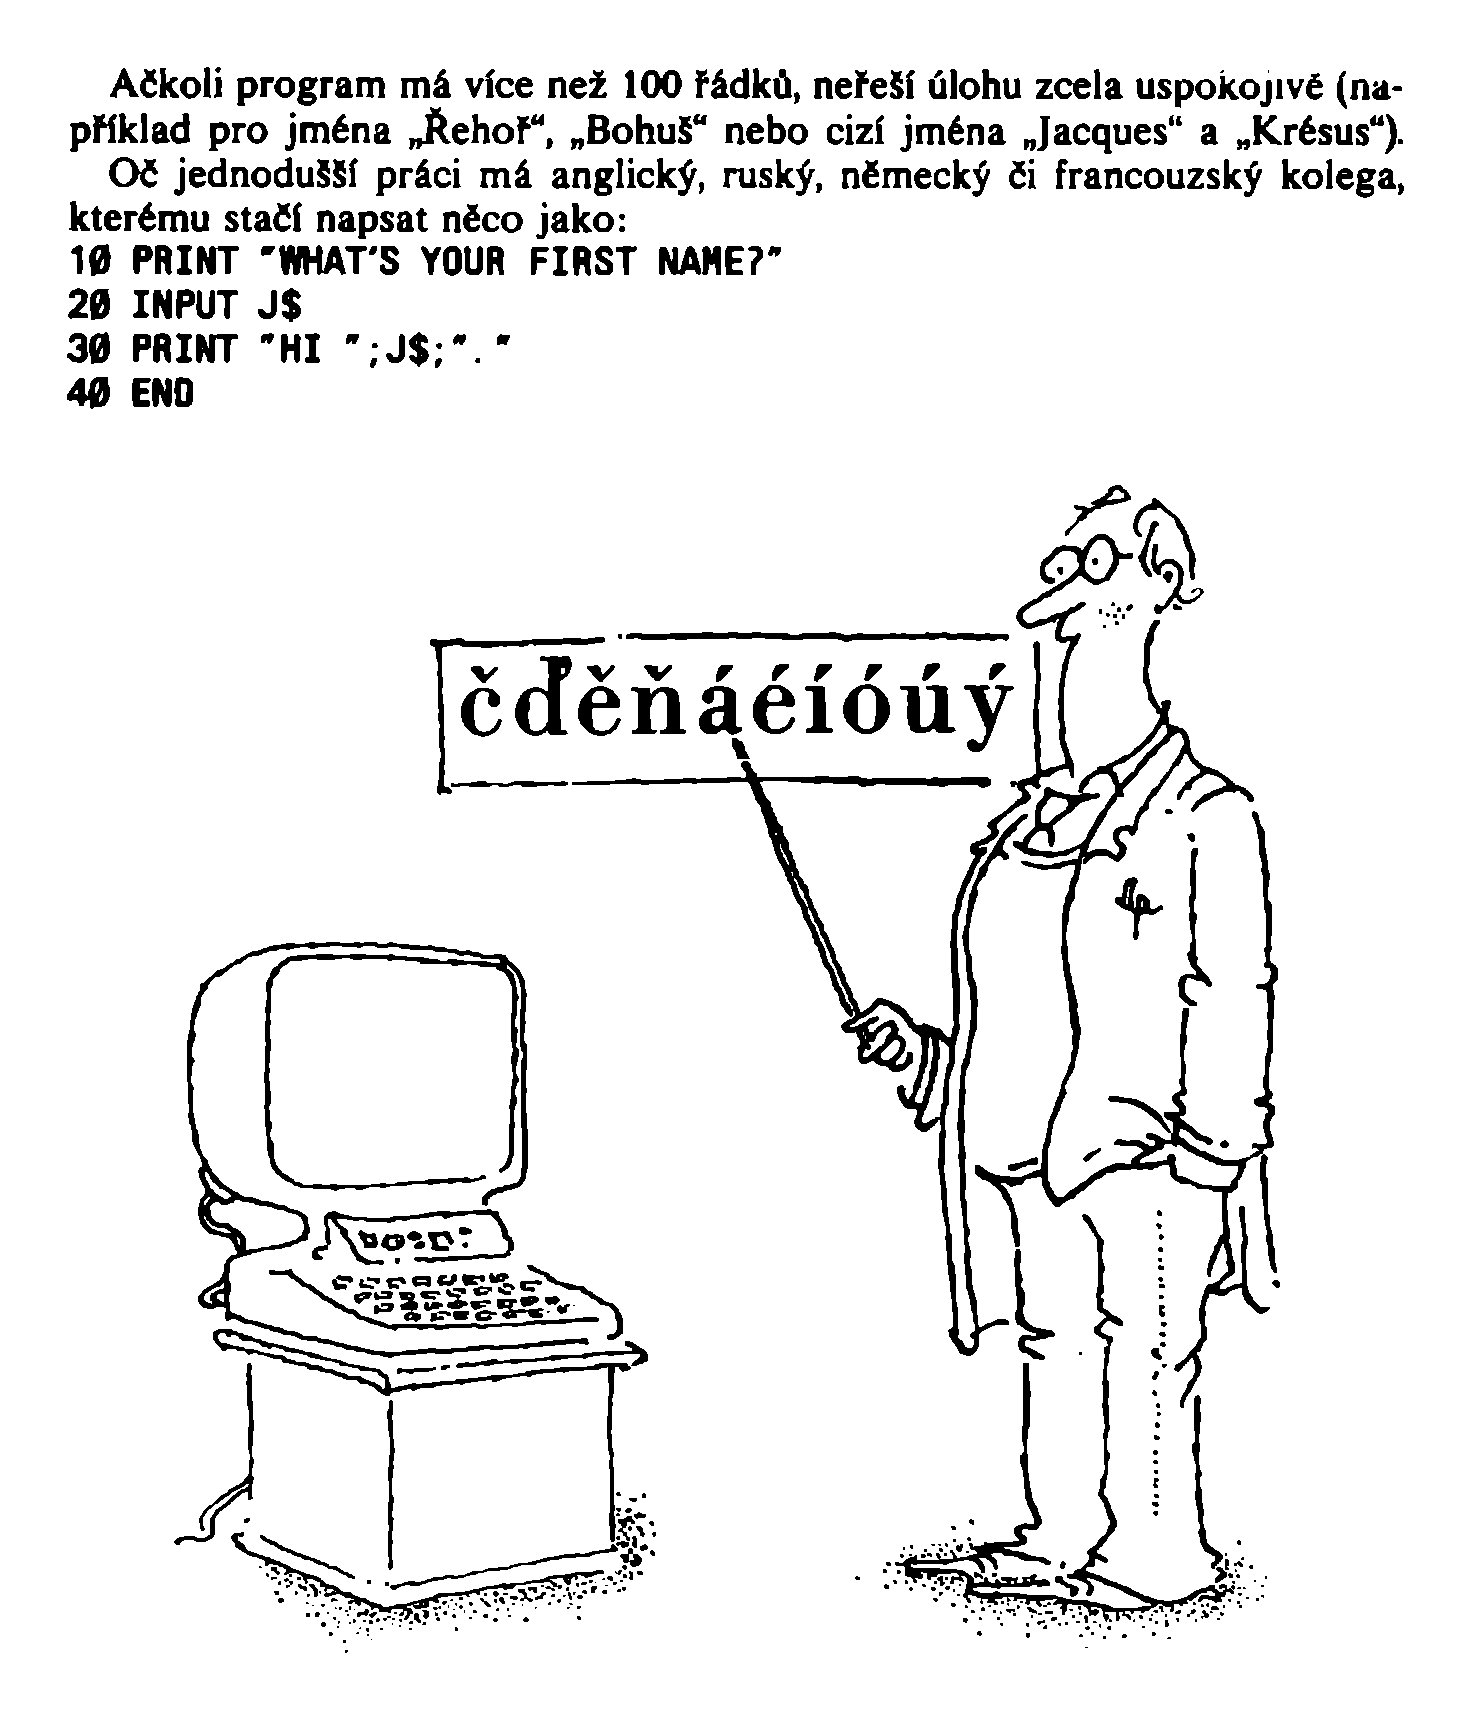 Ačkoli program má více než 100 řádků, neřeší úlohu zcela uspokojivě (na-
příklad pro jména „Řehoř“, „Bohuš“ nebo cizí jména „Jacques“ a „Krésus“).
Oč jednodušší práci má anglický, ruský, německý či francouzský kolega,
kterému stačí napsat něco jako:
10 PRINT "WHAT'S YOUR FIRST NAME?"
20 INPUT J$
30 PRINT "HI ";J$;". "
40 END
čďěňáéíóúý